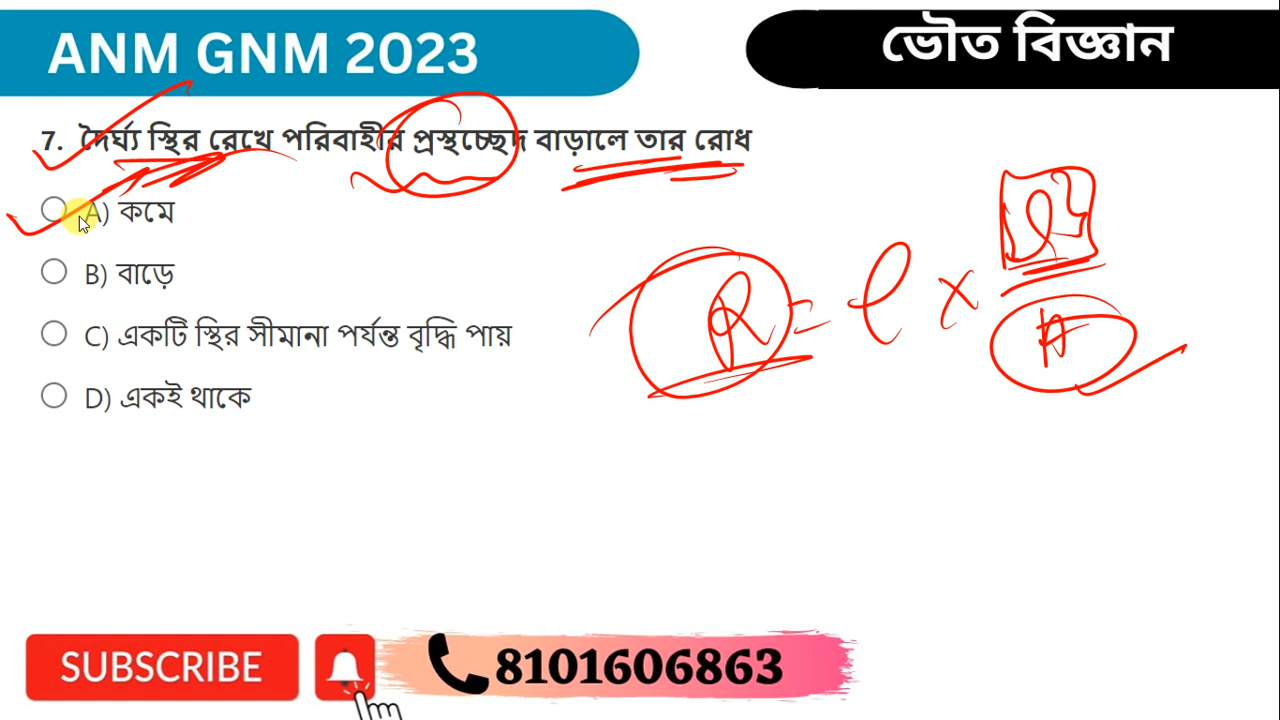 ANM GNM 2023
ভৌত বিজ্ঞান
7. দৈর্ঘ্য স্থির রেখে পরিবাহীর প্রস্থচ্ছেদ বাড়ালে তার রোধ
A) কমে
B) বাড়ে
C) একটি স্থির সীমানা পর্যন্ত বৃদ্ধি পায়
D) একই থাকে
R = ρ ×
A
SUBSCRIBE
8101606863